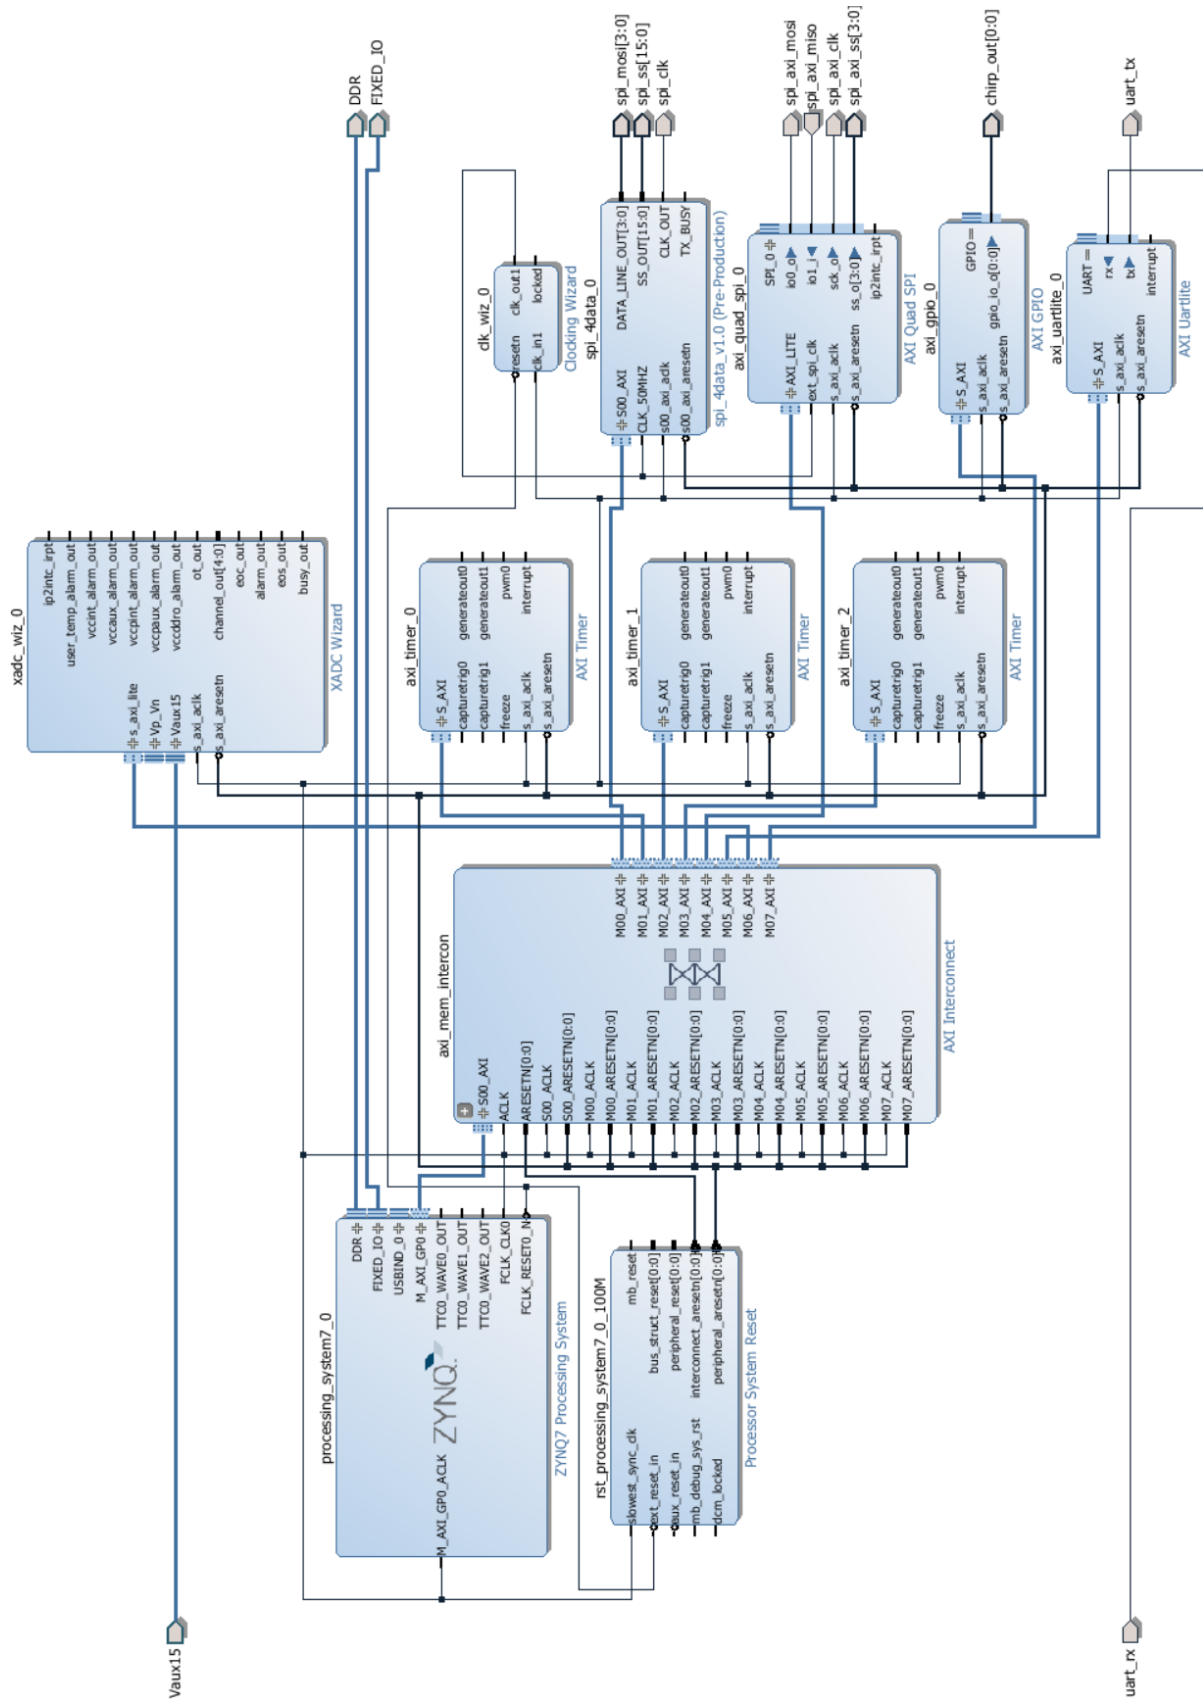 Vaux15
uart_rx
processing_system7_0
DDR
FIXED_IO
USBIND_0
M_AXI_GP0
TTC0_WAVE0_OUT
TTC0_WAVE1_OUT
TTC0_WAVE2_OUT
FCLK_CLK0
FCLK_RESET0_N
M_AXI_GP0_ACLK
ZYNQ.
ZYNQ7 Processing System
rst_processing_system7_0_100M
slowest_sync_clk
ext_reset_in
aux_reset_in
mb_debug_sys_rst
dcm_locked
mb_reset
bus_struct_reset[0:0]
peripheral_reset[0:0]
interconnect_aresetn[0:0]
peripheral_aresetn[0:0]
Processor System Reset
axi_mem_intercon
S00_AXI
ACLK
ARESETN[0:0]
S00_ACLK
S00_ARESETN[0:0]
M00_ACLK
M00_ARESETN[0:0]
M01_ACLK
M01_ARESETN[0:0]
M02_ACLK
M02_ARESETN[0:0]
M03_ACLK
M03_ARESETN[0:0]
M04_ACLK
M04_ARESETN[0:0]
M05_ACLK
M05_ARESETN[0:0]
M06_ACLK
M06_ARESETN[0:0]
M07_ACLK
M07_ARESETN[0:0]
M00_AXI
M01_AXI
M02_AXI
M03_AXI
M04_AXI
M05_AXI
M06_AXI
M07_AXI
AXI Interconnect
xadc_wiz_0
s_axi_lite
Vp_Vn
Vaux15
s_axi_aclk
s_axi_aresetn
ip2intc_irpt
user_temp_alarm_out
vccint_alarm_out
vccaux_alarm_out
vccpint_alarm_out
vccpaux_alarm_out
vccddro_alarm_out
ot_out
channel_out[4:0]
eoc_out
alarm_out
eos_out
busy_out
XADC Wizard
axi_timer_0
S_AXI
capturetrig0
capturetrig1
freeze
s_axi_aclk
s_axi_aresetn
generateout0
generateout1
pwm0
interrupt
AXI Timer
axi_timer_1
S_AXI
capturetrig0
capturetrig1
freeze
s_axi_aclk
s_axi_aresetn
generateout0
generateout1
pwm0
interrupt
AXI Timer
axi_timer_2
S_AXI
capturetrig0
capturetrig1
freeze
s_axi_aclk
s_axi_aresetn
generateout0
generateout1
pwm0
interrupt
AXI Timer
clk_wiz_0
resetn
clk_in1
clk_out1
locked
Clocking Wizard
spi_4data_0
S00_AXI
CLK_50MHZ
s00_axi_aclk
s00_axi_aresetn
DATA_LINE_OUT[3:0]
SS_OUT[15:0]
CLK_OUT
TX_BUSY
spi_4data_v1.0 (Pre-Production)
axi_quad_spi_0
AXI_LITE
ext_spi_clk
s_axi_aclk
s_axi_aresetn
SPI_0
io0_o
io1_i
sck_o
ss_o[3:0]
ip2intc_irpt
AXI Quad SPI
axi_gpio_0
S_AXI
s_axi_aclk
s_axi_aresetn
GPIO
gpio_io_o[0:0]
AXI GPIO
axi_uartlite_0
S_AXI
s_axi_aclk
s_axi_aresetn
UART
rx
tx
interrupt
AXI Uartlite
DDR
FIXED_IO
spi_mosi[3:0]
spi_ss[15:0]
spi_clk
spi_axi_mosi
spi_axi_miso
spi_axi_clk
spi_axi_ss[3:0]
chirp_out[0:0]
uart_tx